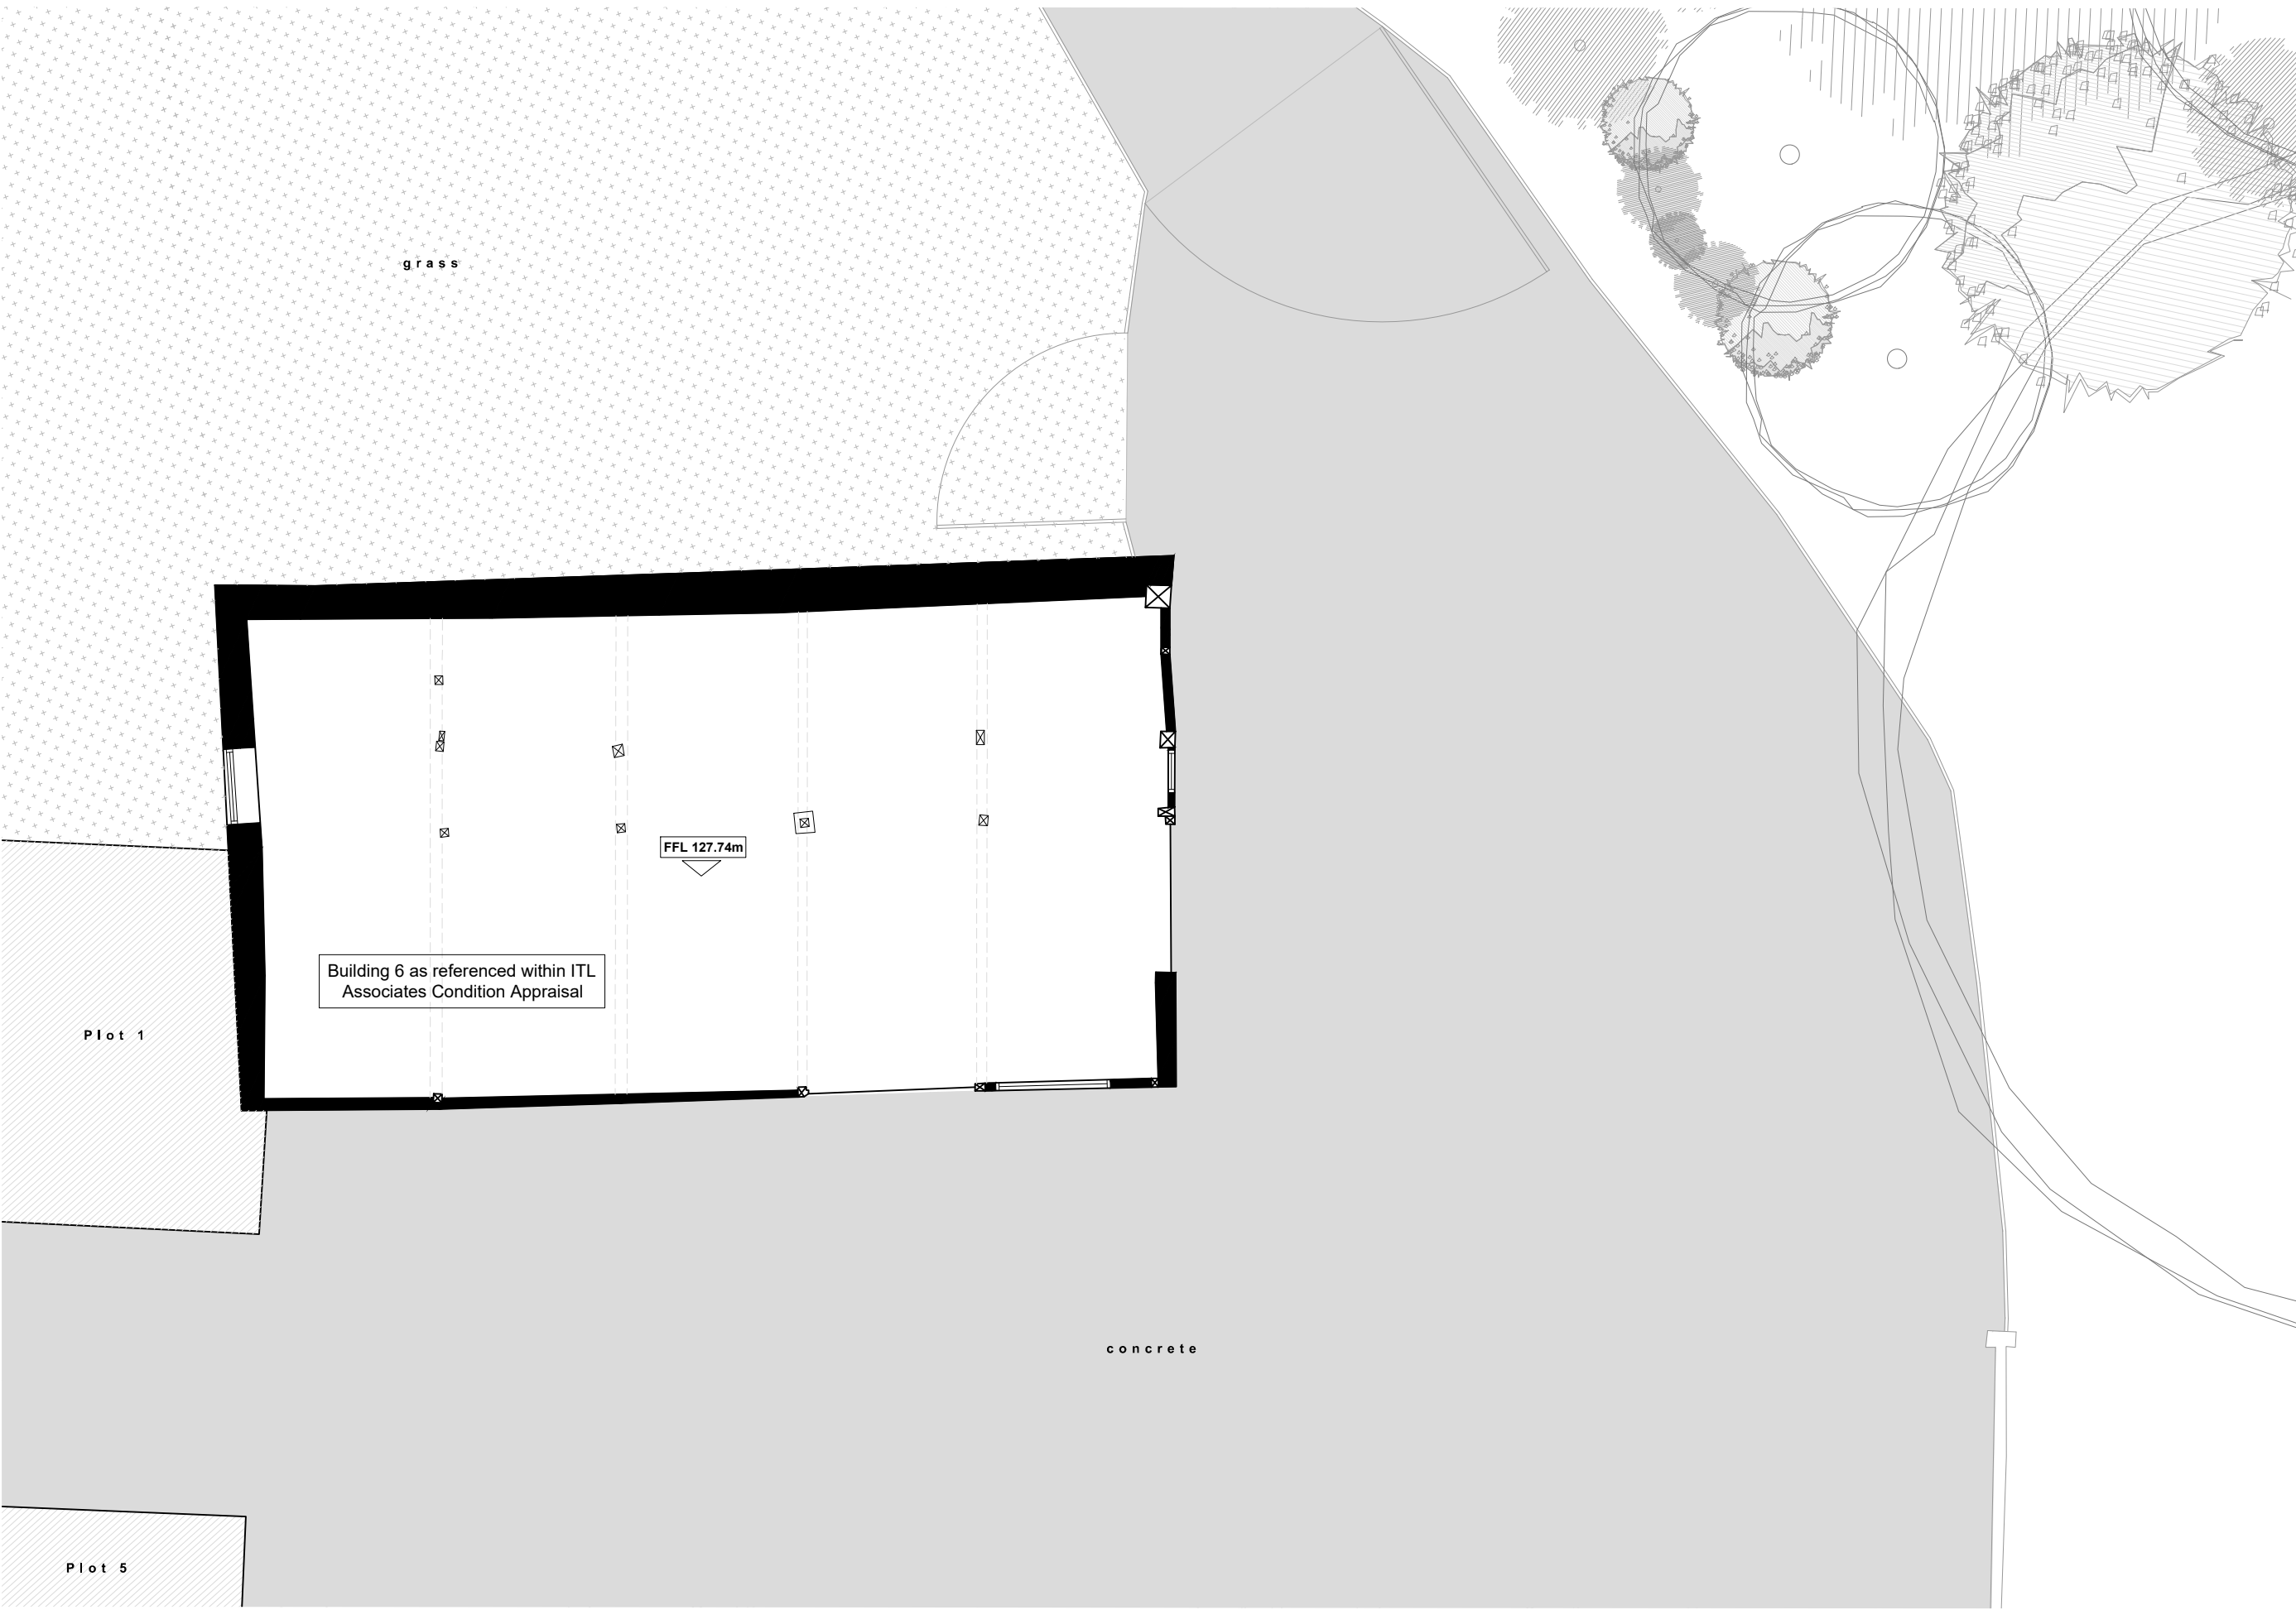 grass
FFL 127.74m
Building 6 as referenced within ITL
Associates Condition Appraisal
Plot 1
concrete
Plot 5